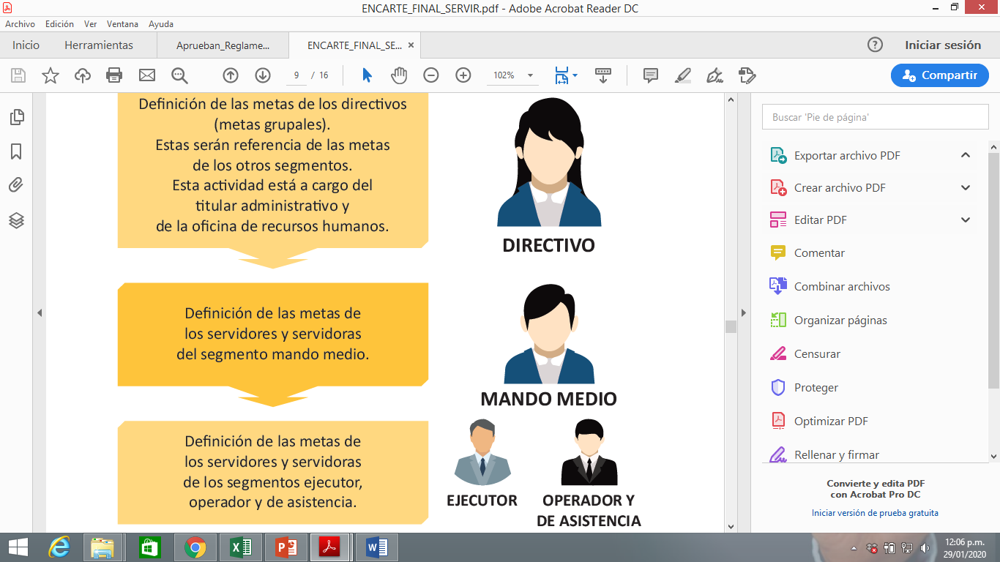 ENCARTE_FINAL_SERVIR.pdf - Adobe Acrobat Reader DC
Archivo Edición Ver Ventana Ayuda
Inicio Herramientas Aprueban_Reglame... ENCARTE_FINAL_SE... × Iniciar sesión
9 / 16 102% Compartir
Definición de las metas de los directivos
(metas grupales).
Estas serán referencia de las metas
de los otros segmentos.
Esta actividad está a cargo del
titular administrativo y
de la oficina de recursos humanos.
DIRECTIVO
Definición de las metas de
los servidores y servidoras
del segmento mando medio.
MANDO MEDIO
Definición de las metas de
los servidores y servidoras
de los segmentos ejecutor,
operador y de asistencia.
EJECUTOR
OPERADOR Y
DE ASISTENCIA
Buscar 'Pie de página'
Exportar archivo PDF
Crear archivo PDF
Editar PDF
Comentar
Combinar archivos
Organizar páginas
Censurar
Proteger
Optimizar PDF
Rellenar y firmar
Convierte y edita PDF
con Acrobat Pro DC
Iniciar versión de prueba gratuita
12:06 p.m.
29/01/2020